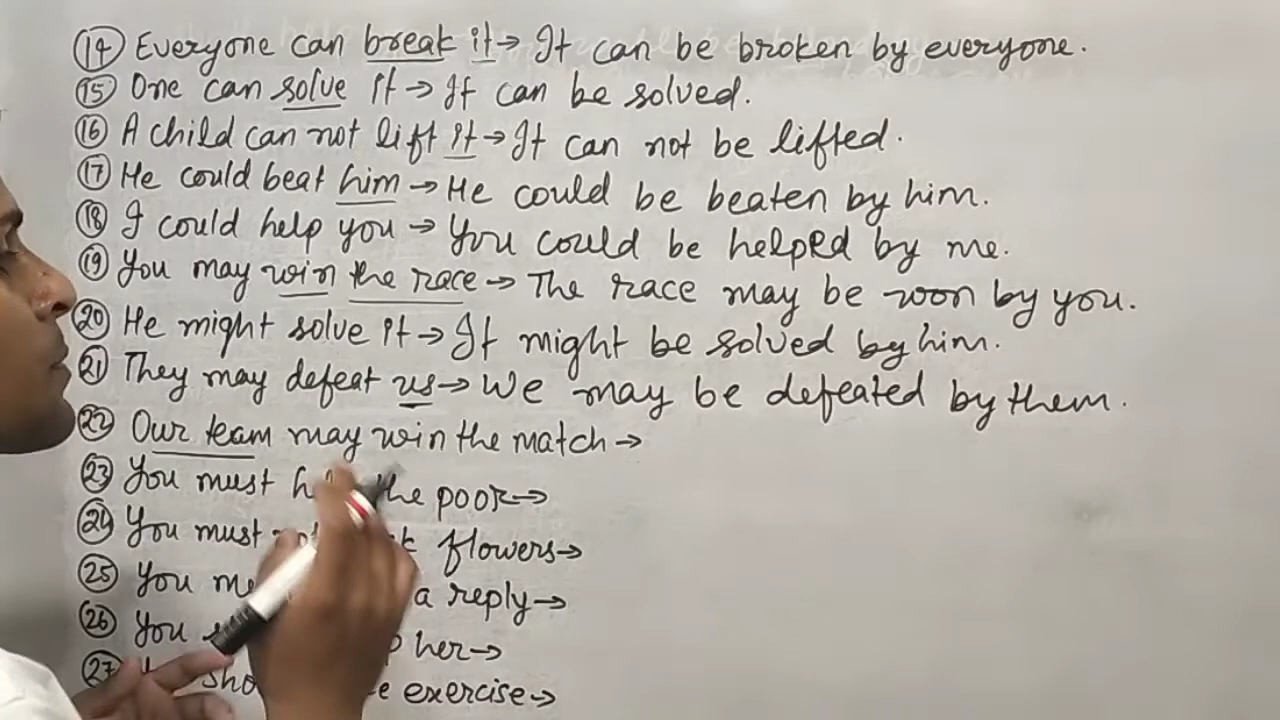 14 Everyone can break it → It can be broken by everyone.
15 One can solve it → It can be solved.
16 A child can not lift it → It can not be lifted.
17 He could beat him → He could be beaten by him.
18 I could help you → You could be helped by me.
19 You may win the race → The race may be woon by you.
20 He might solve it → It might be solved by him.
21 They may defeat us → We may be defeated by them.
22 Our team may win the match →
23 You must the poor →
24 You must flowers →
25 You a reply →
26 You her →
27 exercise →